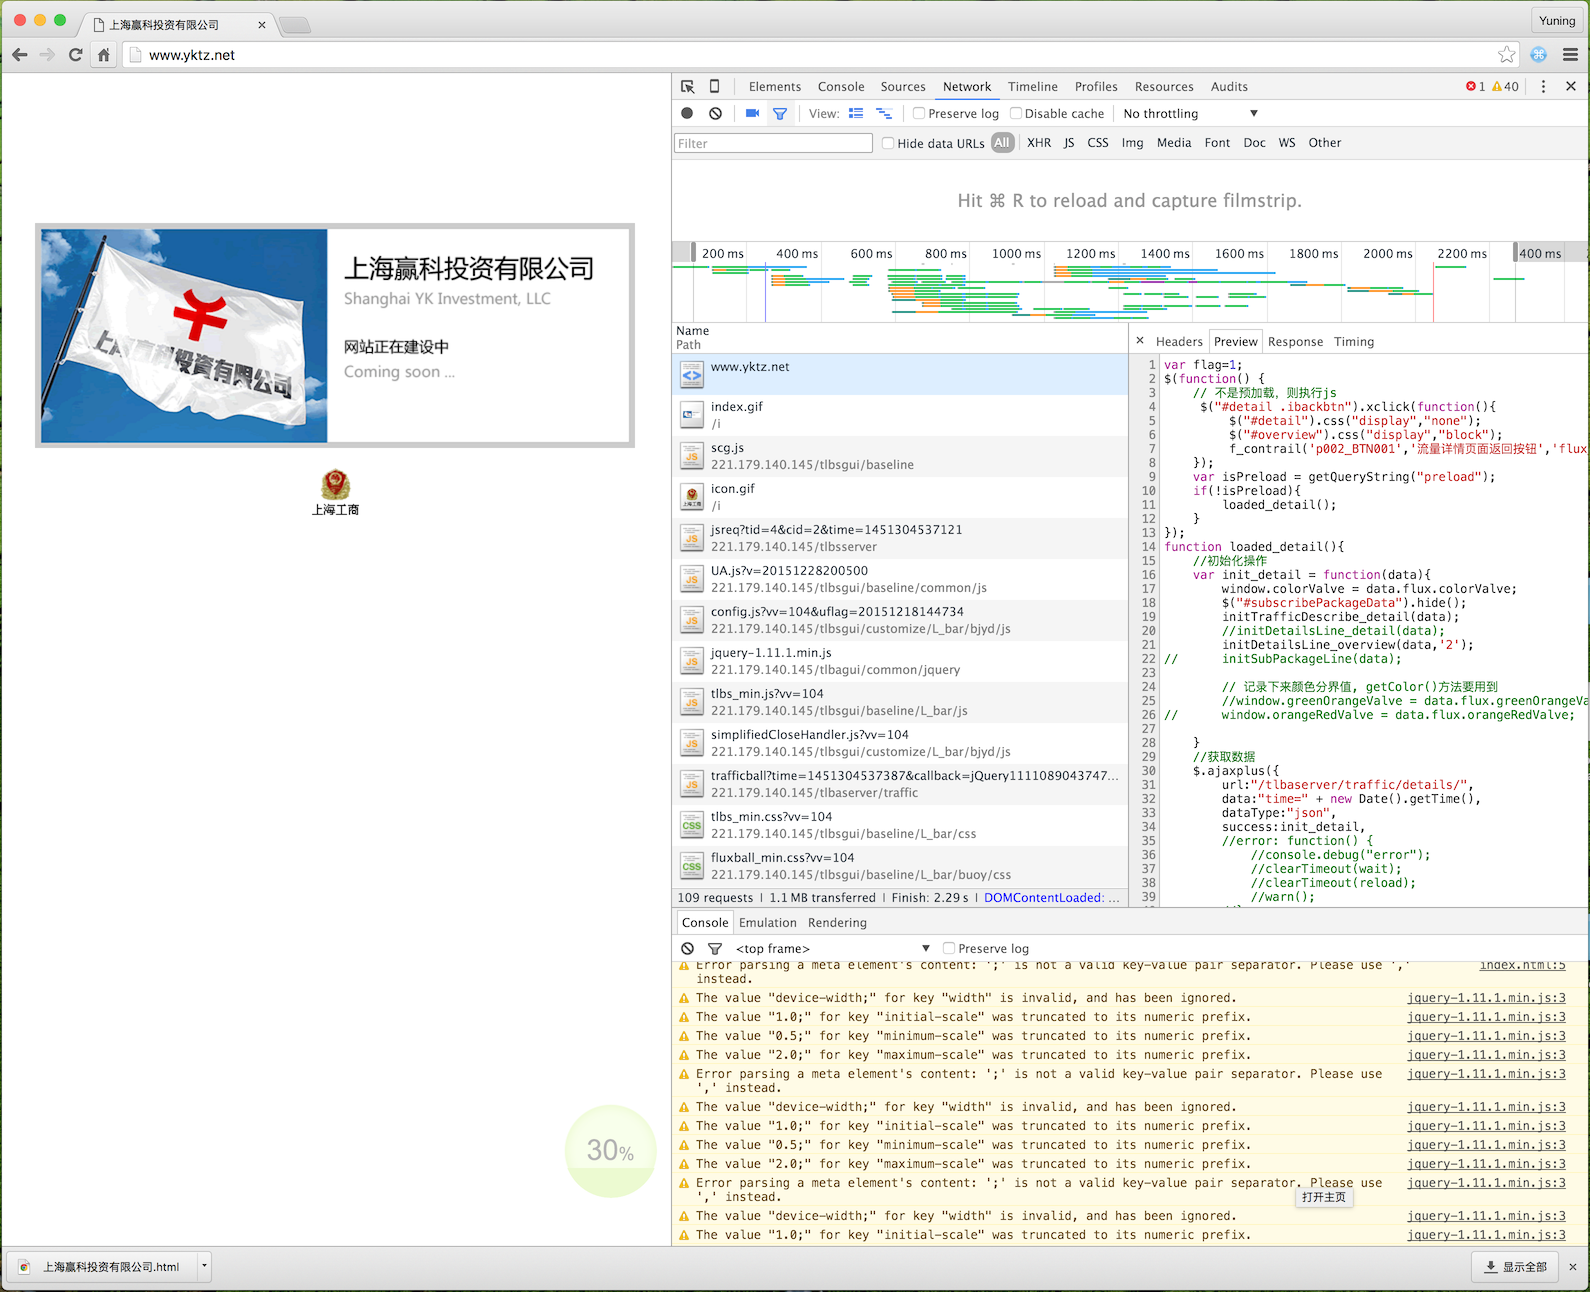 上海赢科投资有限公司
Yuning
www.yktz.net
上海赢科投资有限公司
Shanghai YK Investment, LLC
网站正在建设中
Coming soon ...
上海赢科投資有限公司
上海工商
30%
Elements Console Sources Network Timeline Profiles Resources Audits 1 40
View: Preserve log Disable cache No throttling
Filter Hide data URLs All XHR JS CSS Img Media Font Doc WS Other
Hit ⌘ R to reload and capture filmstrip.
200 ms 400 ms 600 ms 800 ms 1000 ms 1200 ms 1400 ms 1600 ms 1800 ms 2000 ms 2200 ms 400 ms
Name
Path
www.yktz.net
index.gif
/i
scg.js
221.179.140.145/tlbsgui/baseline
icon.gif
/i
jsreq?tid=4&cid=2&time=1451304537121
221.179.140.145/tlbsserver
UA.js?v=20151228200500
221.179.140.145/tlbsgui/baseline/common/js
config.js?vv=104&uflag=20151218144734
221.179.140.145/tlbsgui/customize/L_bar/bjyd/js
jquery-1.11.1.min.js
221.179.140.145/tlbagui/common/jquery
tlbs_min.js?vv=104
221.179.140.145/tlbsgui/baseline/L_bar/js
simplifiedCloseHandler.js?vv=104
221.179.140.145/tlbsgui/customize/L_bar/bjyd/js
trafficball?time=1451304537387&callback=jQuery1111089043747...
221.179.140.145/tlbaserver/traffic
tlbs_min.css?vv=104
221.179.140.145/tlbsgui/baseline/L_bar/css
fluxball_min.css?vv=104
221.179.140.145/tlbsgui/baseline/L_bar/buoy/css
109 requests | 1.1 MB transferred | Finish: 2.29 s | DOMContentLoaded: ...
Headers Preview Response Timing
1 var flag=1;
2 $(function() {
3 // 不是预加载, 则执行js
4 $("#detail .ibackbtn").xclick(function(){
5 $("#detail").css("display","none");
6 $("#overview").css("display","block");
7 f_contrail('p002_BTN001','流量详情页面返回按钮','flux
8 });
9 var isPreload = getQueryString("preload");
10 if(!isPreload){
11 loaded_detail();
12 }
13 });
14 function loaded_detail(){
15 //初始化操作
16 var init_detail = function(data){
17 window.colorValve = data.flux.colorValve;
18 $("#subscribePackageData").hide();
19 initTrafficDescribe_detail(data);
20 //initDetailsLine_detail(data);
21 initDetailsLine_overview(data,'2');
22 // initSubPackageLine(data);
23
24 // 记录下来颜色分界值, getColor()方法要用到
25 //window.greenOrangeValve = data.flux.greenOrangeVa
26 // window.orangeRedValve = data.flux.orangeRedValve;
27
28 }
29 //获取数据
30 $.ajaxplus({
31 url:"/tlbaserver/traffic/details/",
32 data:"time=" + new Date().getTime(),
33 dataType:"json",
34 success:init_detail,
35 //error: function() {
36 //console.debug("error");
37 //clearTimeout(wait);
38 //clearTimeout(reload);
39 //warn();
Console Emulation Rendering
<top frame> Preserve log
Error parsing a meta element's content: ';' is not a valid key-value pair separator. Please use ',' index.html:5
instead.
The value "device-width;" for key "width" is invalid, and has been ignored. jquery-1.11.1.min.js:3
The value "1.0;" for key "initial-scale" was truncated to its numeric prefix. jquery-1.11.1.min.js:3
The value "0.5;" for key "minimum-scale" was truncated to its numeric prefix. jquery-1.11.1.min.js:3
The value "2.0;" for key "maximum-scale" was truncated to its numeric prefix. jquery-1.11.1.min.js:3
Error parsing a meta element's content: ';' is not a valid key-value pair separator. Please use jquery-1.11.1.min.js:3
',' instead.
The value "device-width;" for key "width" is invalid, and has been ignored. jquery-1.11.1.min.js:3
The value "1.0;" for key "initial-scale" was truncated to its numeric prefix. jquery-1.11.1.min.js:3
The value "0.5;" for key "minimum-scale" was truncated to its numeric prefix. jquery-1.11.1.min.js:3
The value "2.0;" for key "maximum-scale" was truncated to its numeric prefix. jquery-1.11.1.min.js:3
Error parsing a meta element's content: ';' is not a valid key-value pair separator. Please use jquery-1.11.1.min.js:3
',' instead.
打开主页
The value "device-width;" for key "width" is invalid, and has been ignored. jquery-1.11.1.min.js:3
The value "1.0;" for key "initial-scale" was truncated to its numeric prefix. jquery-1.11.1.min.js:3
上海赢科投资有限公司.html
显示全部